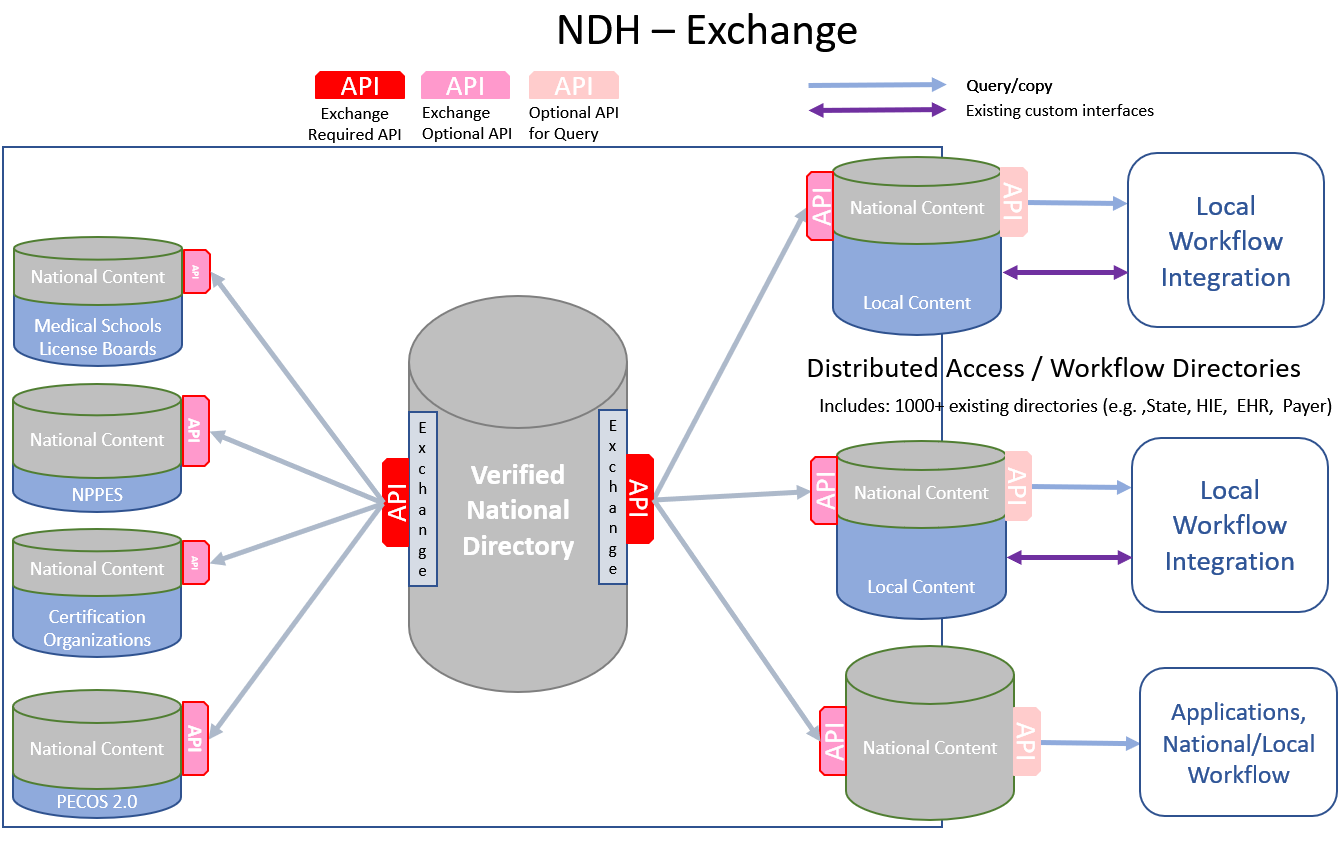 NDH – Exchange
API
API
API
Exchange
Required API
Exchange
Optional API
Optional API
for Query
Query/copy
Existing custom interfaces
National Content
API
Medical Schools
License Boards
National Content
API
NPPES
National Content
API
Certification
Organizations
National Content
API
PECOS 2.0
API
Exchange
Verified
National
Directory
Exchange
API
API
National Content
API
Local Content
Local
Workflow
Integration
Distributed Access / Workflow Directories
Includes: 1000+ existing directories (e.g. ,State, HIE, EHR, Payer)
API
National Content
API
Local Content
Local
Workflow
Integration
API
National Content
API
Applications,
National/Local
Workflow